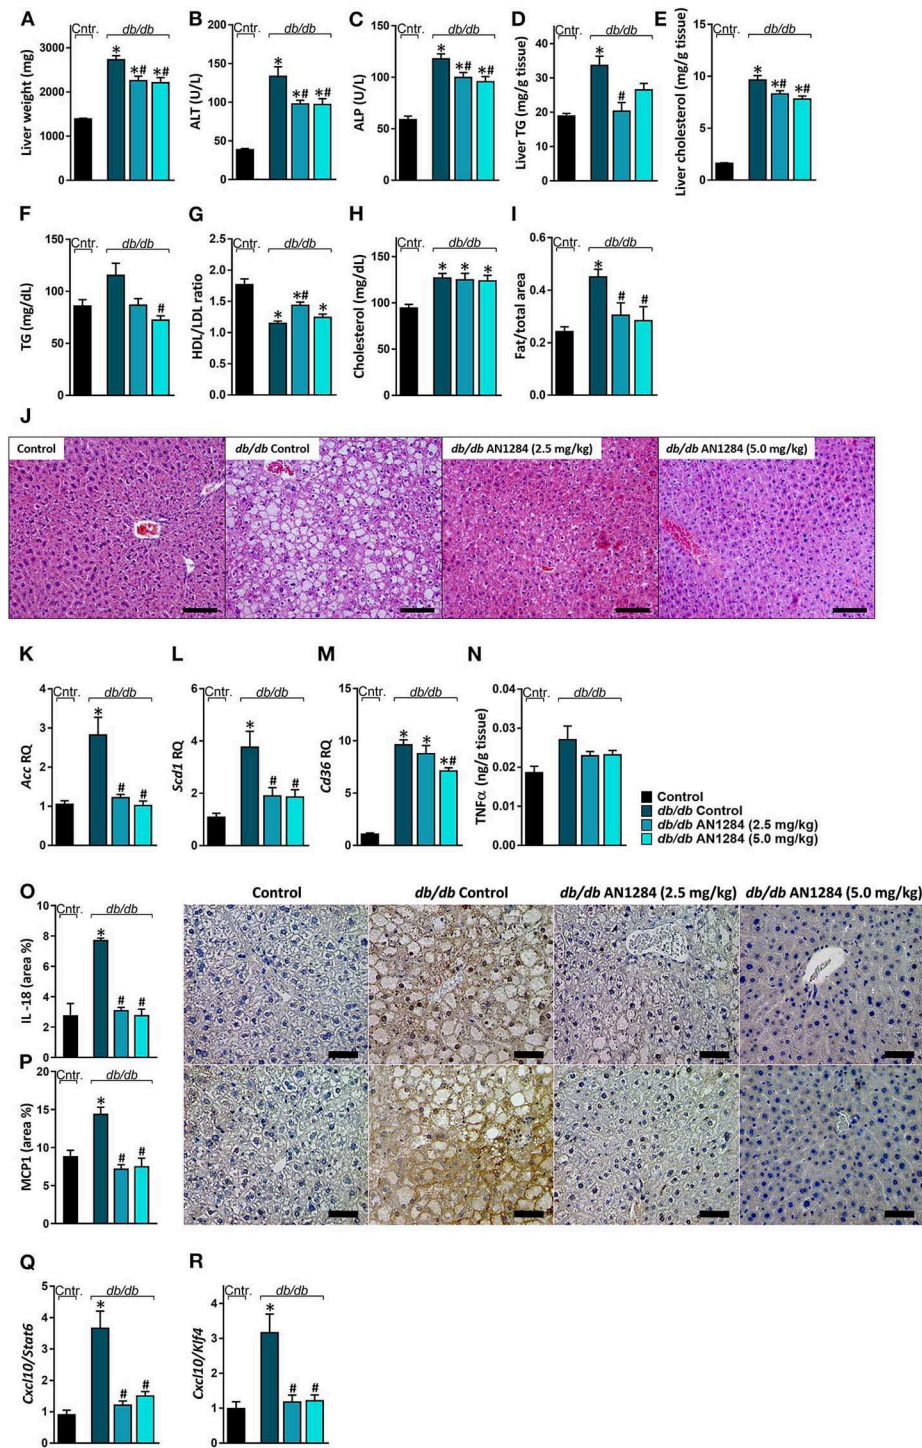 A
B
C
D
E
Cntr. db/db
Cntr. db/db
Cntr. db/db
Cntr. db/db
Cntr. db/db
Liver weight (mg)
3000
2000
1000
0
* *# *#
ALT (U/L)
200
150
100
50
0
* *# *#
ALP (U/L)
150
100
50
0
* *# *#
Liver TG (mg/g tissue)
40
30
20
10
0
* #
Liver cholesterol (mg/g tissue)
15
10
5
0
* *# *#
F
G
H
I
Cntr. db/db
Cntr. db/db
Cntr. db/db
Cntr. db/db
TG (mg/dL)
150
100
50
0
#
HDL/LDL ratio
2.5
2.0
1.5
1.0
0.5
0.0
* *# *
Cholesterol (mg/dL)
150
100
50
0
* * *
Fat/total area
0.6
0.4
0.2
0.0
* # #
J
Control
db/db Control
db/db AN1284 (2.5 mg/kg)
db/db AN1284 (5.0 mg/kg)
K
L
M
N
Cntr. db/db
Cntr. db/db
Cntr. db/db
Cntr. db/db
Acc RQ
4
3
2
1
0
* # #
Scd1 RQ
6
4
2
0
* # #
Cd36 RQ
15
10
5
0
* * *#
TNFα (ng/g tissue)
0.04
0.03
0.02
0.01
0.00
Control
db/db Control
db/db AN1284 (2.5 mg/kg)
db/db AN1284 (5.0 mg/kg)
O
Control
db/db Control
db/db AN1284 (2.5 mg/kg)
db/db AN1284 (5.0 mg/kg)
Cntr. db/db
IL -18 (area %)
10
8
6
4
2
0
* # #
P
Cntr. db/db
MCP1 (area %)
20
15
10
5
0
* # #
Q
R
Cntr. db/db
Cntr. db/db
Cxcl10/Stat6
5
4
3
2
1
0
* # #
Cxcl10/Klf4
4
3
2
1
0
* # #